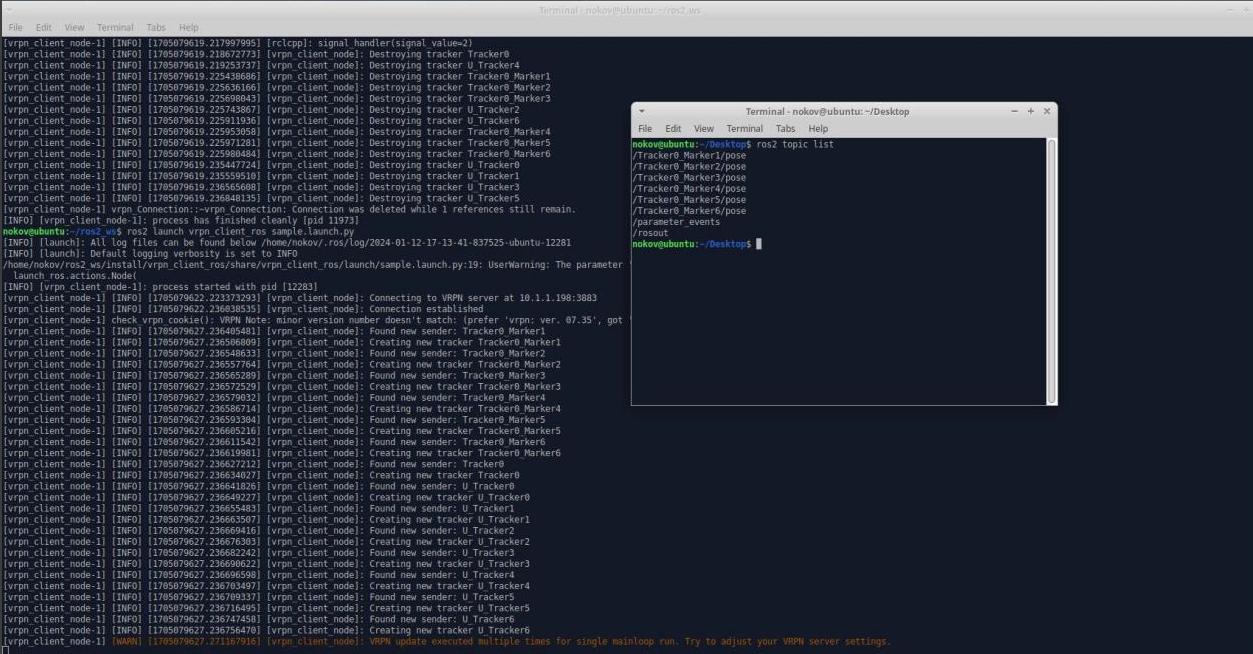 Terminal - nokov@ubuntu: ~/ros2_ws
File Edit View Terminal Tabs Help
[vrpn_client_node-1] [INFO] [1705079619.217997995] [rclcpp]: signal_handler(signal_value=2)
[vrpn_client_node-1] [INFO] [1705079619.218672773] [vrpn_client_node]: Destroying tracker Tracker0
[vrpn_client_node-1] [INFO] [1705079619.219253737] [vrpn_client_node]: Destroying tracker U_Tracker4
[vrpn_client_node-1] [INFO] [1705079619.225438686] [vrpn_client_node]: Destroying tracker Tracker0_Marker1
[vrpn_client_node-1] [INFO] [1705079619.225636166] [vrpn_client_node]: Destroying tracker Tracker0_Marker2
[vrpn_client_node-1] [INFO] [1705079619.225698043] [vrpn_client_node]: Destroying tracker Tracker0_Marker3
[vrpn_client_node-1] [INFO] [1705079619.225743867] [vrpn_client_node]: Destroying tracker U_Tracker2
[vrpn_client_node-1] [INFO] [1705079619.225911936] [vrpn_client_node]: Destroying tracker U_Tracker6
[vrpn_client_node-1] [INFO] [1705079619.225953058] [vrpn_client_node]: Destroying tracker Tracker0_Marker4
[vrpn_client_node-1] [INFO] [1705079619.225971281] [vrpn_client_node]: Destroying tracker Tracker0_Marker5
[vrpn_client_node-1] [INFO] [1705079619.225980484] [vrpn_client_node]: Destroying tracker Tracker0_Marker6
[vrpn_client_node-1] [INFO] [1705079619.235447724] [vrpn_client_node]: Destroying tracker U_Tracker0
[vrpn_client_node-1] [INFO] [1705079619.235559510] [vrpn_client_node]: Destroying tracker U_Tracker1
[vrpn_client_node-1] [INFO] [1705079619.236565608] [vrpn_client_node]: Destroying tracker U_Tracker3
[vrpn_client_node-1] [INFO] [1705079619.236848135] [vrpn_client_node]: Destroying tracker U_Tracker5
[vrpn_client_node-1] vrpn_Connection::~vrpn_Connection: Connection was deleted while 1 references still remain.
[INFO] [vrpn_client_node-1]: process has finished cleanly [pid 11973]
nokov@ubuntu:~/ros2_ws$ ros2 launch vrpn_client_ros sample.launch.py
[INFO] [launch]: All log files can be found below /home/nokov/.ros/log/2024-01-12-17-13-41-837525-ubuntu-12281
[INFO] [launch]: Default logging verbosity is set to INFO
/home/nokov/ros2_ws/install/vrpn_client_ros/share/vrpn_client_ros/launch/sample.launch.py:19: UserWarning: The parameter '
launch_ros.actions.Node(
[INFO] [vrpn_client_node-1]: process started with pid [12283]
[vrpn_client_node-1] [INFO] [1705079622.223373293] [vrpn_client_node]: Connecting to VRPN server at 10.1.1.198:3883
[vrpn_client_node-1] [INFO] [1705079622.236038535] [vrpn_client_node]: Connection established
[vrpn_client_node-1] check_vrpn_cookie(): VRPN Note: minor version number doesn't match: (prefer 'vrpn: ver. 07.35', got '
[vrpn_client_node-1] [INFO] [1705079627.236405481] [vrpn_client_node]: Found new sender: Tracker0_Marker1
[vrpn_client_node-1] [INFO] [1705079627.236506809] [vrpn_client_node]: Creating new tracker Tracker0_Marker1
[vrpn_client_node-1] [INFO] [1705079627.236548633] [vrpn_client_node]: Found new sender: Tracker0_Marker2
[vrpn_client_node-1] [INFO] [1705079627.236557764] [vrpn_client_node]: Creating new tracker Tracker0_Marker2
[vrpn_client_node-1] [INFO] [1705079627.236565289] [vrpn_client_node]: Found new sender: Tracker0_Marker3
[vrpn_client_node-1] [INFO] [1705079627.236572529] [vrpn_client_node]: Creating new tracker Tracker0_Marker3
[vrpn_client_node-1] [INFO] [1705079627.236579032] [vrpn_client_node]: Found new sender: Tracker0_Marker4
[vrpn_client_node-1] [INFO] [1705079627.236586714] [vrpn_client_node]: Creating new tracker Tracker0_Marker4
[vrpn_client_node-1] [INFO] [1705079627.236593304] [vrpn_client_node]: Found new sender: Tracker0_Marker5
[vrpn_client_node-1] [INFO] [1705079627.236605216] [vrpn_client_node]: Creating new tracker Tracker0_Marker5
[vrpn_client_node-1] [INFO] [1705079627.236611542] [vrpn_client_node]: Found new sender: Tracker0_Marker6
[vrpn_client_node-1] [INFO] [1705079627.236619981] [vrpn_client_node]: Creating new tracker Tracker0_Marker6
[vrpn_client_node-1] [INFO] [1705079627.236627212] [vrpn_client_node]: Found new sender: Tracker0
[vrpn_client_node-1] [INFO] [1705079627.236634027] [vrpn_client_node]: Creating new tracker Tracker0
[vrpn_client_node-1] [INFO] [1705079627.236641826] [vrpn_client_node]: Found new sender: U_Tracker0
[vrpn_client_node-1] [INFO] [1705079627.236649227] [vrpn_client_node]: Creating new tracker U_Tracker0
[vrpn_client_node-1] [INFO] [1705079627.236655483] [vrpn_client_node]: Found new sender: U_Tracker1
[vrpn_client_node-1] [INFO] [1705079627.236663507] [vrpn_client_node]: Creating new tracker U_Tracker1
[vrpn_client_node-1] [INFO] [1705079627.236669416] [vrpn_client_node]: Found new sender: U_Tracker2
[vrpn_client_node-1] [INFO] [1705079627.236676303] [vrpn_client_node]: Creating new tracker U_Tracker2
[vrpn_client_node-1] [INFO] [1705079627.236682242] [vrpn_client_node]: Found new sender: U_Tracker3
[vrpn_client_node-1] [INFO] [1705079627.236690622] [vrpn_client_node]: Creating new tracker U_Tracker3
[vrpn_client_node-1] [INFO] [1705079627.236696598] [vrpn_client_node]: Found new sender: U_Tracker4
[vrpn_client_node-1] [INFO] [1705079627.236703497] [vrpn_client_node]: Creating new tracker U_Tracker4
[vrpn_client_node-1] [INFO] [1705079627.236709337] [vrpn_client_node]: Found new sender: U_Tracker5
[vrpn_client_node-1] [INFO] [1705079627.236716495] [vrpn_client_node]: Creating new tracker U_Tracker5
[vrpn_client_node-1] [INFO] [1705079627.236747458] [vrpn_client_node]: Found new sender: U_Tracker6
[vrpn_client_node-1] [INFO] [1705079627.236756470] [vrpn_client_node]: Creating new tracker U_Tracker6
[vrpn_client_node-1] [WARN] [1705079627.271167916] [vrpn_client_node]: VRPN update executed multiple times for single mainloop run. Try to adjust your VRPN server settings.
Terminal - nokov@ubuntu: ~/Desktop
File Edit View Terminal Tabs Help
nokov@ubuntu:~/Desktop$ ros2 topic list
/Tracker0_Marker1/pose
/Tracker0_Marker2/pose
/Tracker0_Marker3/pose
/Tracker0_Marker4/pose
/Tracker0_Marker5/pose
/Tracker0_Marker6/pose
/parameter_events
/rosout
nokov@ubuntu:~/Desktop$